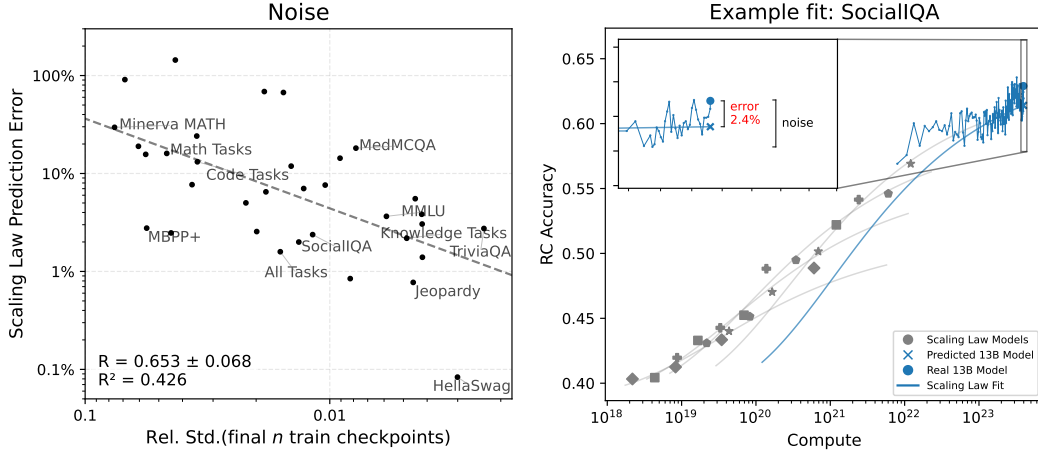 Noise
Scaling Law Prediction Error
100%
10%
1%
0.1%
Minerva MATH
Math Tasks
Code Tasks
MedMCQA
MMLU
Knowledge Tasks
TriviaQA
MBPP+
SocialIQA
All Tasks
Jeopardy
HellaSwag
R = 0.653 ± 0.068
R² = 0.426
0.1
0.01
Rel. Std.(final n train checkpoints)
Example fit: SocialIQA
RC Accuracy
0.65
0.60
0.55
0.50
0.45
0.40
error
2.4%
noise
Scaling Law Models
Predicted 13B Model
Real 13B Model
Scaling Law Fit
10¹⁸
10¹⁹
10²⁰
10²¹
10²²
10²³
Compute